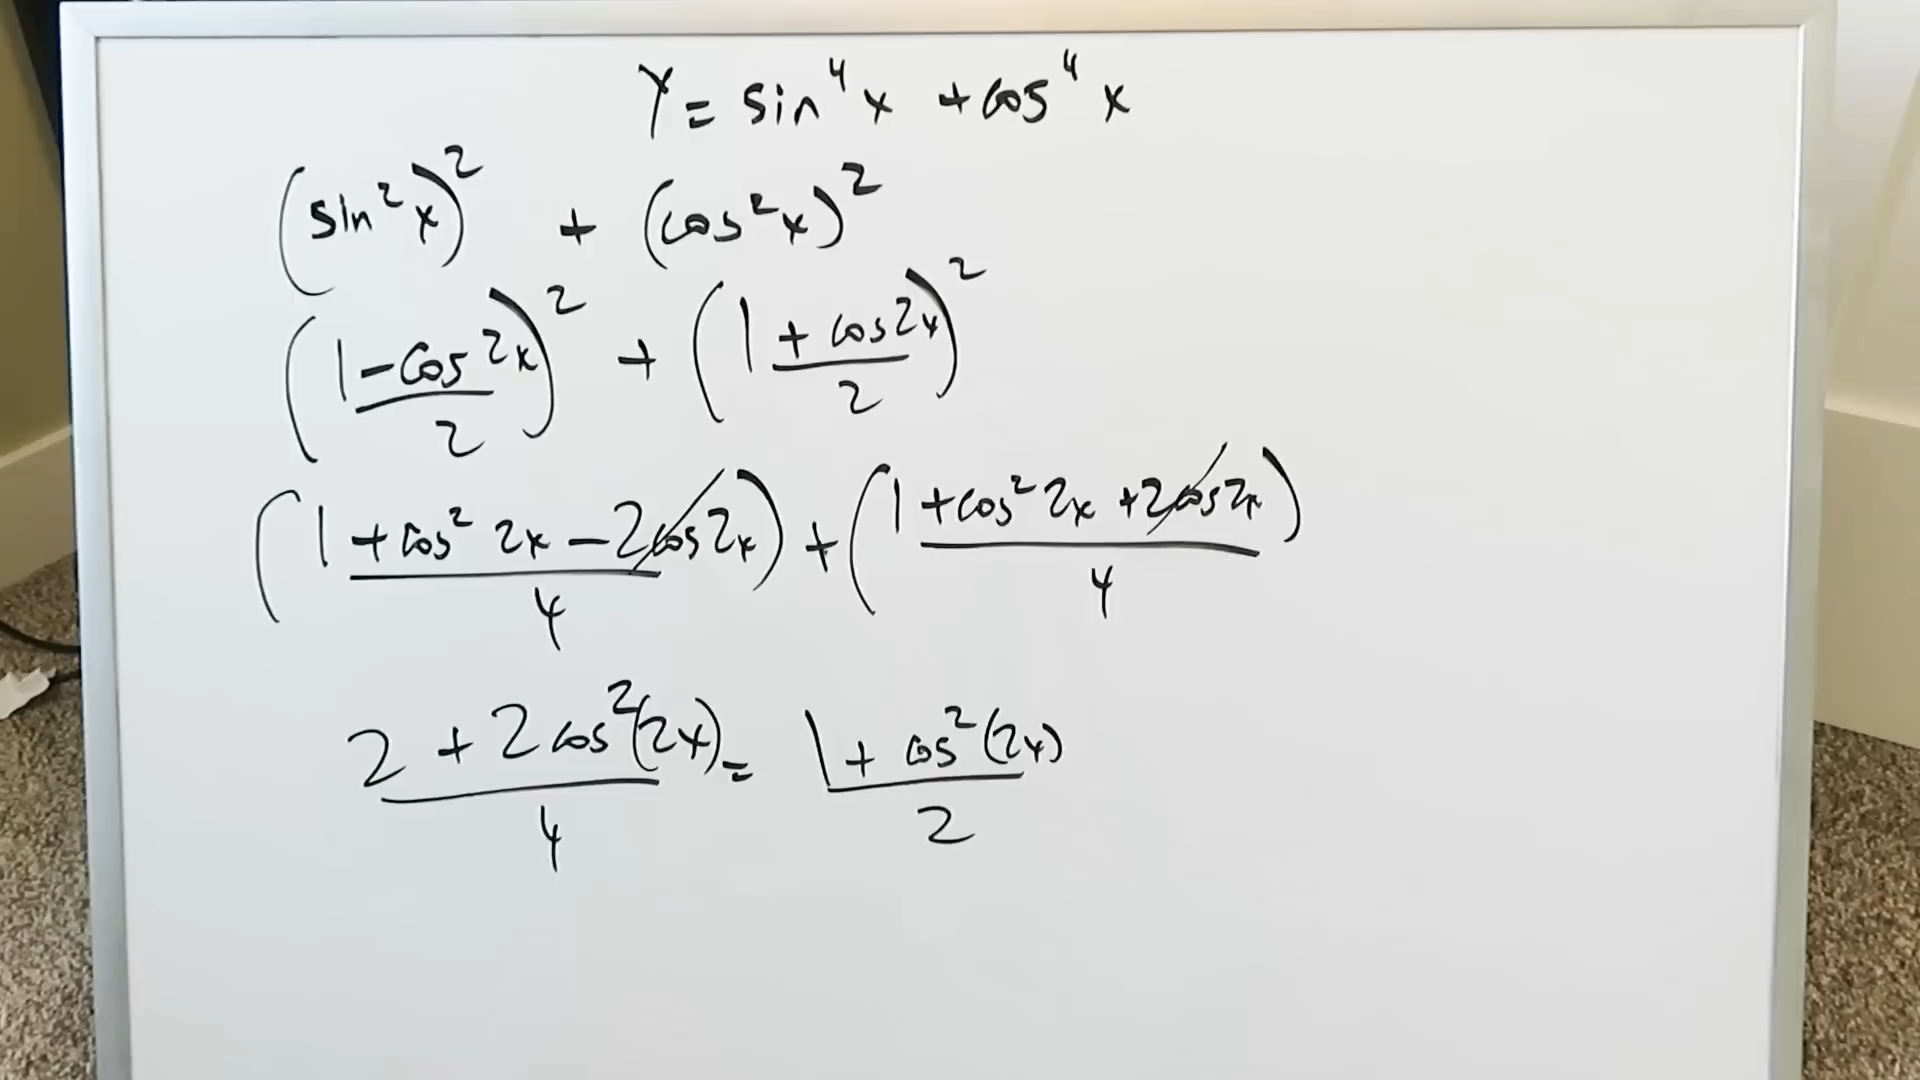 Y = sin⁴x + cos⁴x
(sin²x)² + (cos²x)²
((1 - cos 2x)/2)² + ((1 + cos 2x)/2)²
(1 + cos² 2x - 2cos 2x)/4 + (1 + cos² 2x + 2cos 2x)/4
(2 + 2cos²(2x))/4 = (1 + cos²(2x))/2